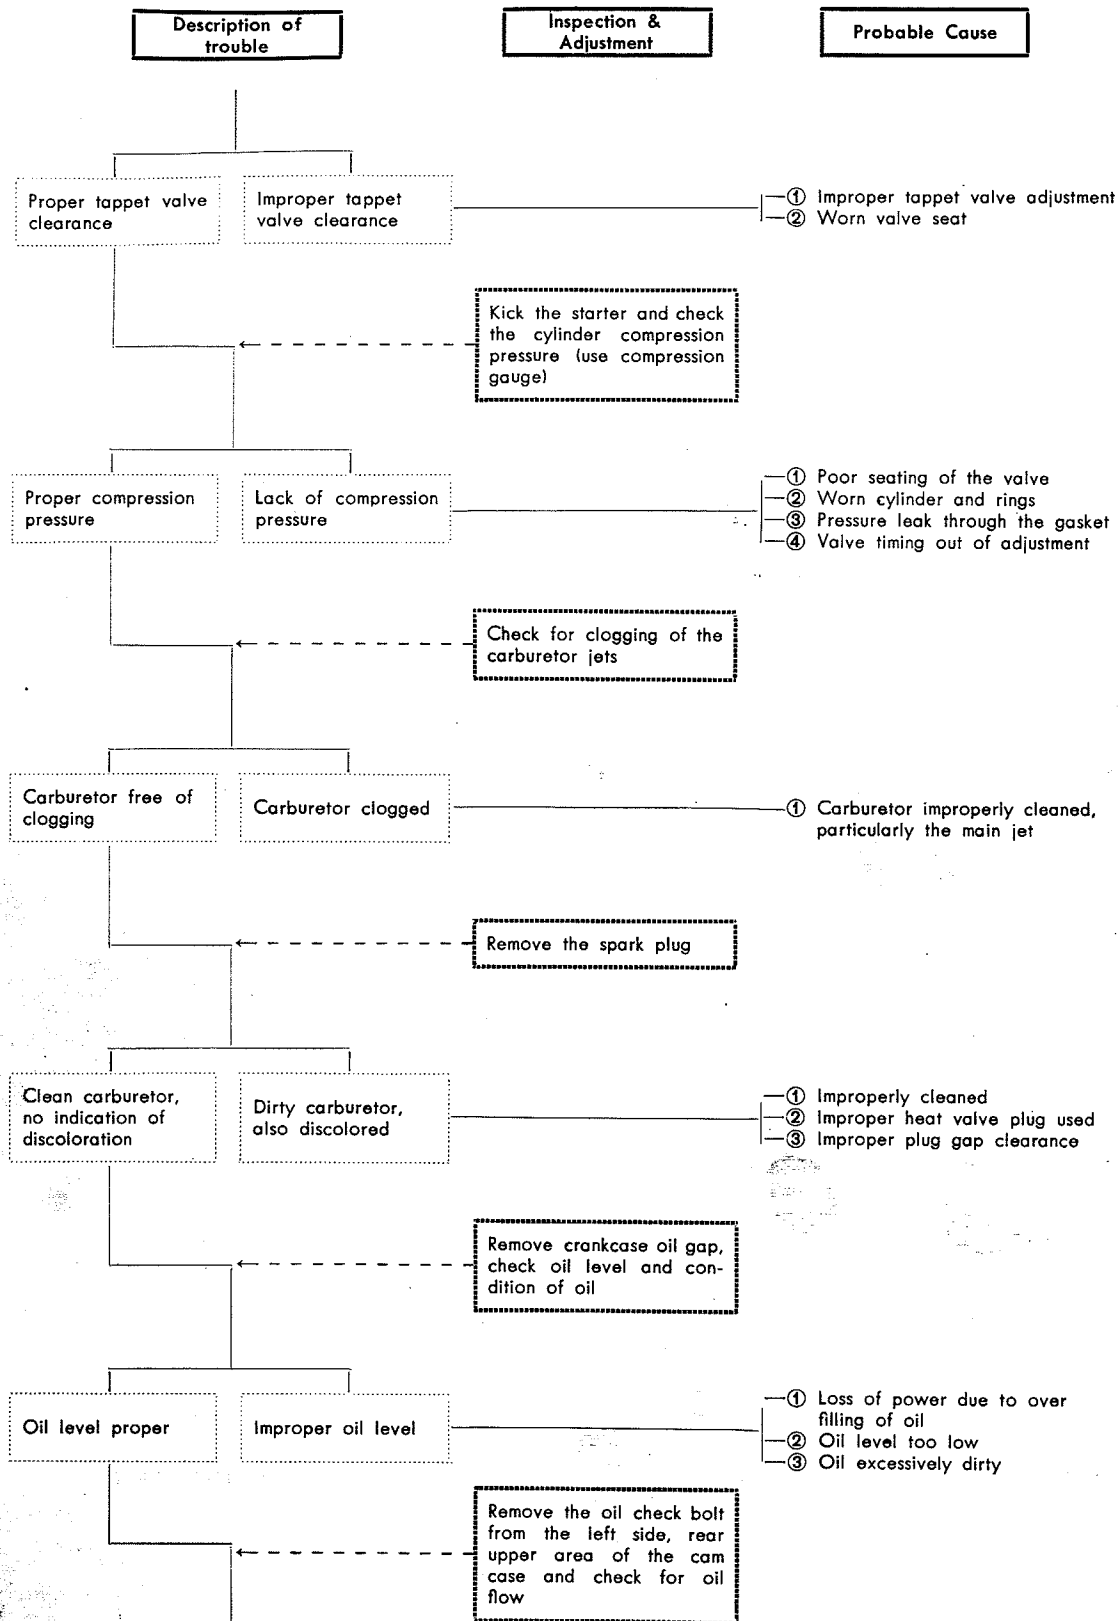 Description of
trouble
Inspection &
Adjustment
Probable Cause
Proper tappet valve
clearance
Improper tappet
valve clearance
① Improper tappet valve adjustment
② Worn valve seat
Kick the starter and check
the cylinder compression
pressure (use compression
gauge)
Proper compression
pressure
Lack of compression
pressure
① Poor seating of the valve
② Worn cylinder and rings
③ Pressure leak through the gasket
④ Valve timing out of adjustment
Check for clogging of the
carburetor jets
Carburetor free of
clogging
Carburetor clogged
① Carburetor improperly cleaned,
particularly the main jet
Remove the spark plug
Clean carburetor,
no indication of
discoloration
Dirty carburetor,
also discolored
① Improperly cleaned
② Improper heat valve plug used
③ Improper plug gap clearance
Remove crankcase oil gap,
check oil level and con-
dition of oil
Oil level proper
Improper oil level
① Loss of power due to over
filling of oil
② Oil level too low
③ Oil excessively dirty
Remove the oil check bolt
from the left side, rear
upper area of the cam
case and check for oil
flow